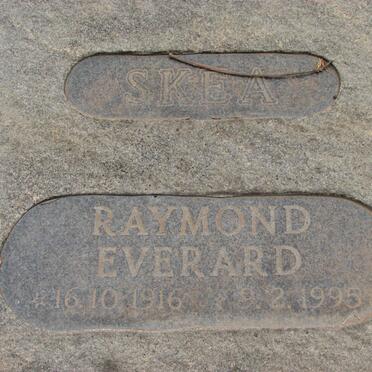 SKEA
RAYMOND
EVERARD
16.10.1916 9.2.1995